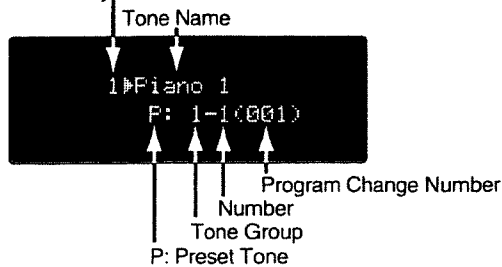 Tone Name
1▶Piano 1
P: 1-1(001)
Program Change Number
Number
Tone Group
P: Preset Tone